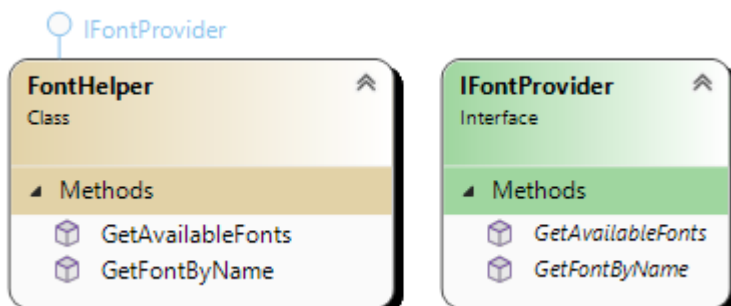 IFontProvider
FontHelper
Class
Methods
GetAvailableFonts
GetFontByName
IFontProvider
Interface
Methods
GetAvailableFonts
GetFontByName